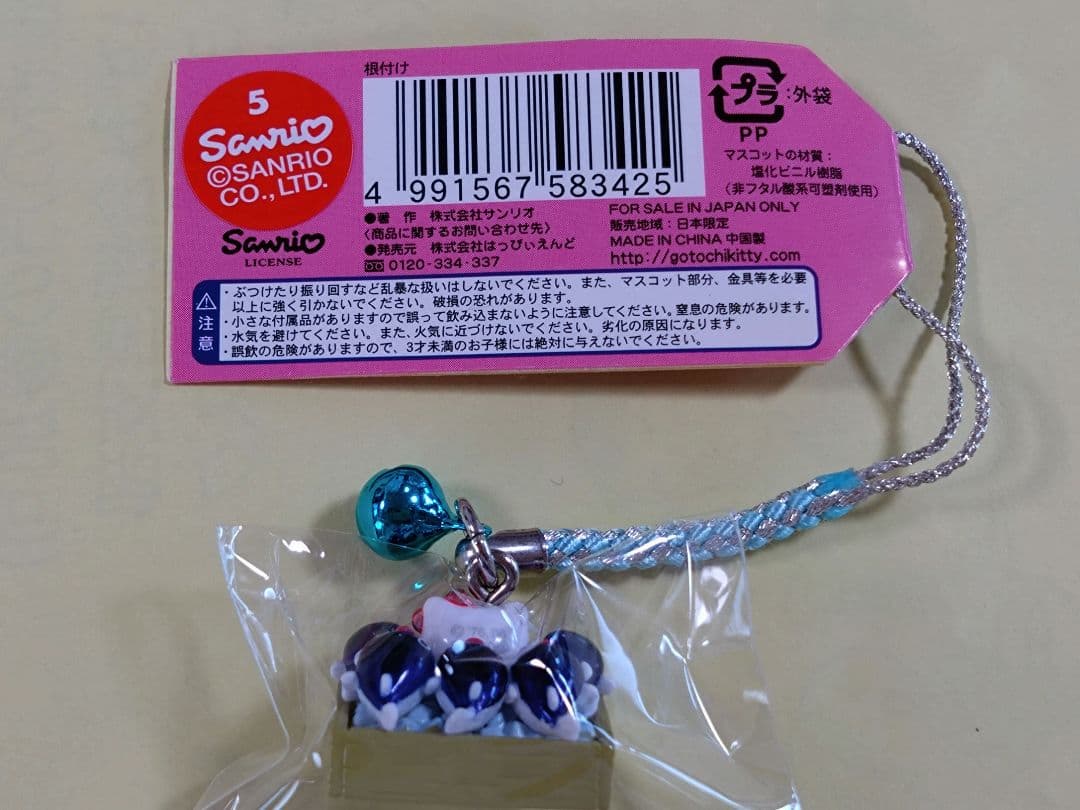 5
Sanrio
©SANRIO
CO.,LTD.
Sanrio
LICENSE
根付け
4 991567 583425
●著 作 株式会社サンリオ
〈商品に関するお問い合わせ先〉
●発売元 株式会社はっぴぃえんど
0120-334-337
プラ:外袋
PP
マスコットの材質:
塩化ビニル樹脂
(非フタル酸系可塑剤使用)
FOR SALE IN JAPAN ONLY
販売地域:日本限定
MADE IN CHINA 中国製
http://gotochikitty.com
注意
・ぶつけたり振り回すなど乱暴な扱いはしないでください。また、マスコット部分、金具等を必要
以上に強く引かないでください。破損の恐れがあります。
・小さな付属品がありますので誤って飲み込まないように注意してください。窒息の危険があります。
・水気を避けてください。また、火気に近づけないでください。劣化の原因になります。
・誤飲の危険がありますので、3才未満のお子様には絶対に与えないでください。